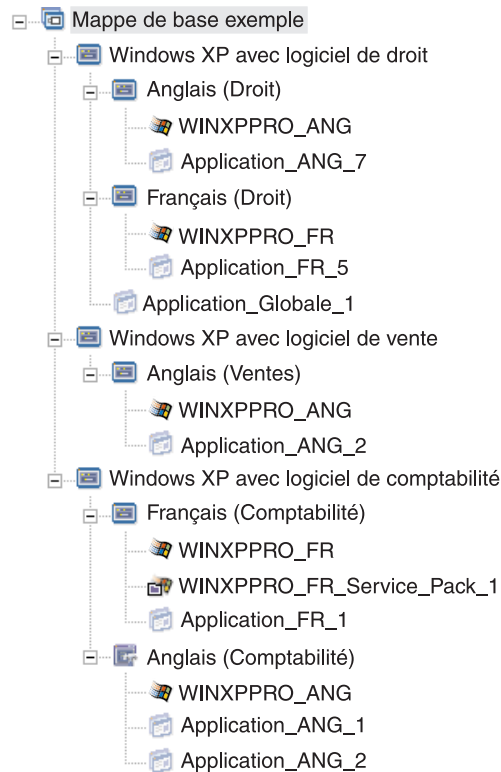 Mappe de base exemple
Windows XP avec logiciel de droit
Anglais (Droit)
WINXPPRO_ANG
Application_ANG_7
Français (Droit)
WINXPPRO_FR
Application_FR_5
Application_Globale_1
Windows XP avec logiciel de vente
Anglais (Ventes)
WINXPPRO_ANG
Application_ANG_2
Windows XP avec logiciel de comptabilité
Français (Comptabilité)
WINXPPRO_FR
WINXPPRO_FR_Service_Pack_1
Application_FR_1
Anglais (Comptabilité)
WINXPPRO_ANG
Application_ANG_1
Application_ANG_2